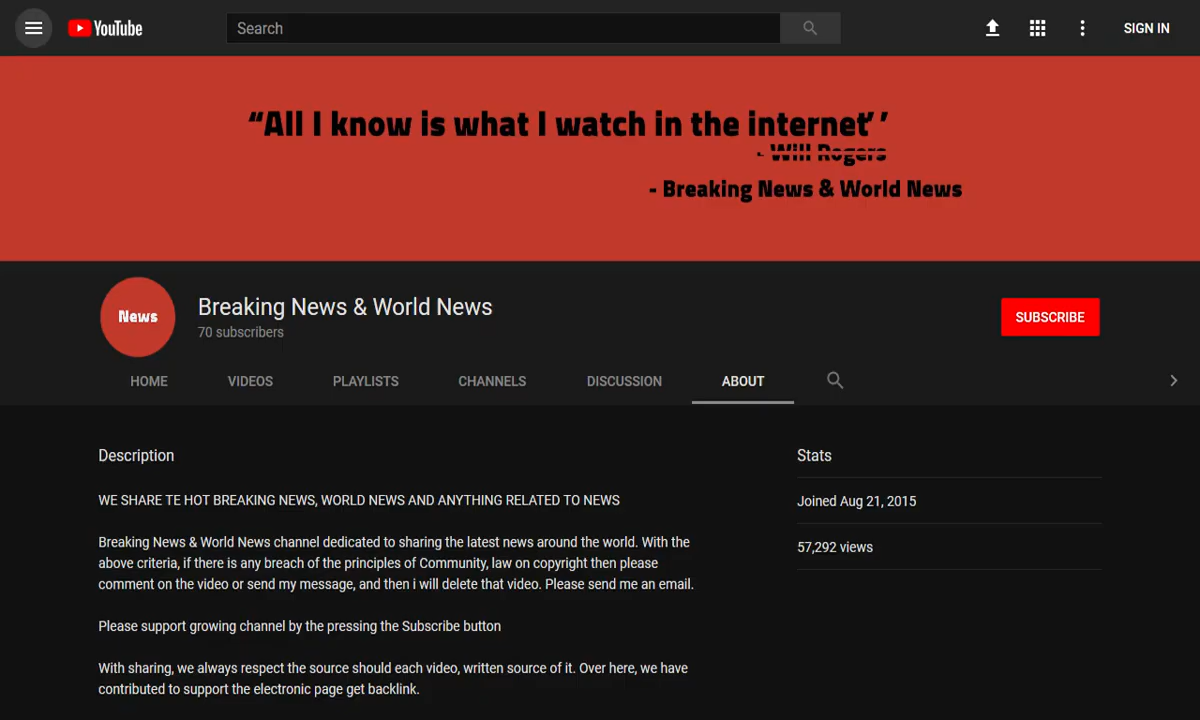 YouTube
Search
SIGN IN
“All I know is what I watch in the internet’’
- Will Rogers
- Breaking News & World News
News
Breaking News & World News
70 subscribers
SUBSCRIBE
HOME VIDEOS PLAYLISTS CHANNELS DISCUSSION ABOUT
Description
WE SHARE TE HOT BREAKING NEWS, WORLD NEWS AND ANYTHING RELATED TO NEWS
Breaking News & World News channel dedicated to sharing the latest news around the world. With the
above criteria, if there is any breach of the principles of Community, law on copyright then please
comment on the video or send my message, and then i will delete that video. Please send me an email.
Please support growing channel by the pressing the Subscribe button
With sharing, we always respect the source should each video, written source of it. Over here, we have
contributed to support the electronic page get backlink.
Stats
Joined Aug 21, 2015
57,292 views